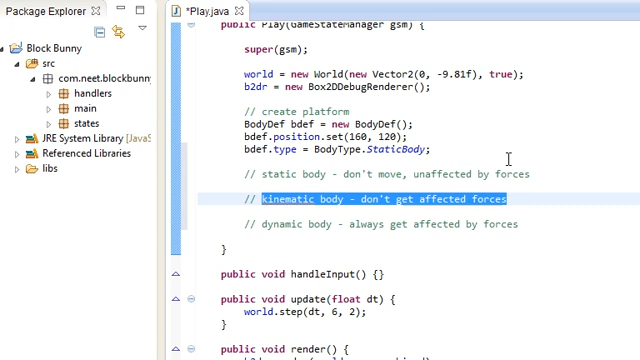 Package Explorer
Block Bunny
src
com.neet.blockbunny
handlers
main
states
JRE System Library [JavaS
Referenced Libraries
libs
*Play.java
public Play(GameStateManager gsm) {
super(gsm);
world = new World(new Vector2(0, -9.81f), true);
b2dr = new Box2DDebugRenderer();
// create platform
BodyDef bdef = new BodyDef();
bdef.position.set(160, 120);
bdef.type = BodyType.StaticBody;
// static body - don't move, unaffected by forces
// kinematic body - don't get affected forces
// dynamic body - always get affected by forces
}
public void handleInput() {}
public void update(float dt) {
world.step(dt, 6, 2);
}
public void render() {